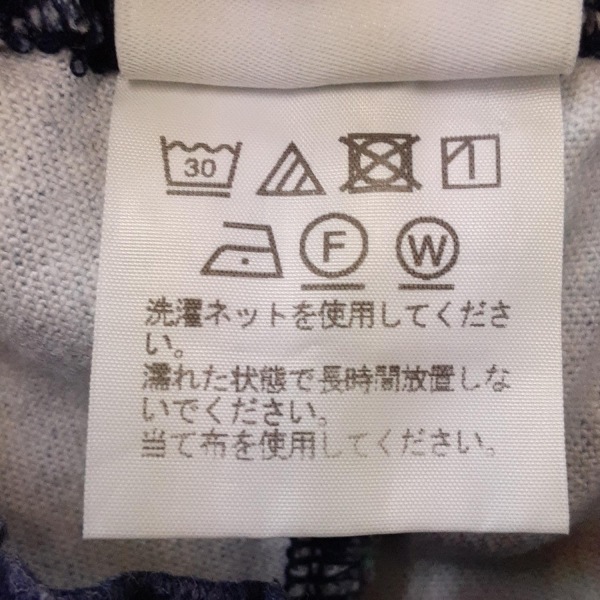 30
F W
洗濯ネットを使用してくださ
い。
濡れた状態で長時間放置しな
いでください。
当て布を使用してください。